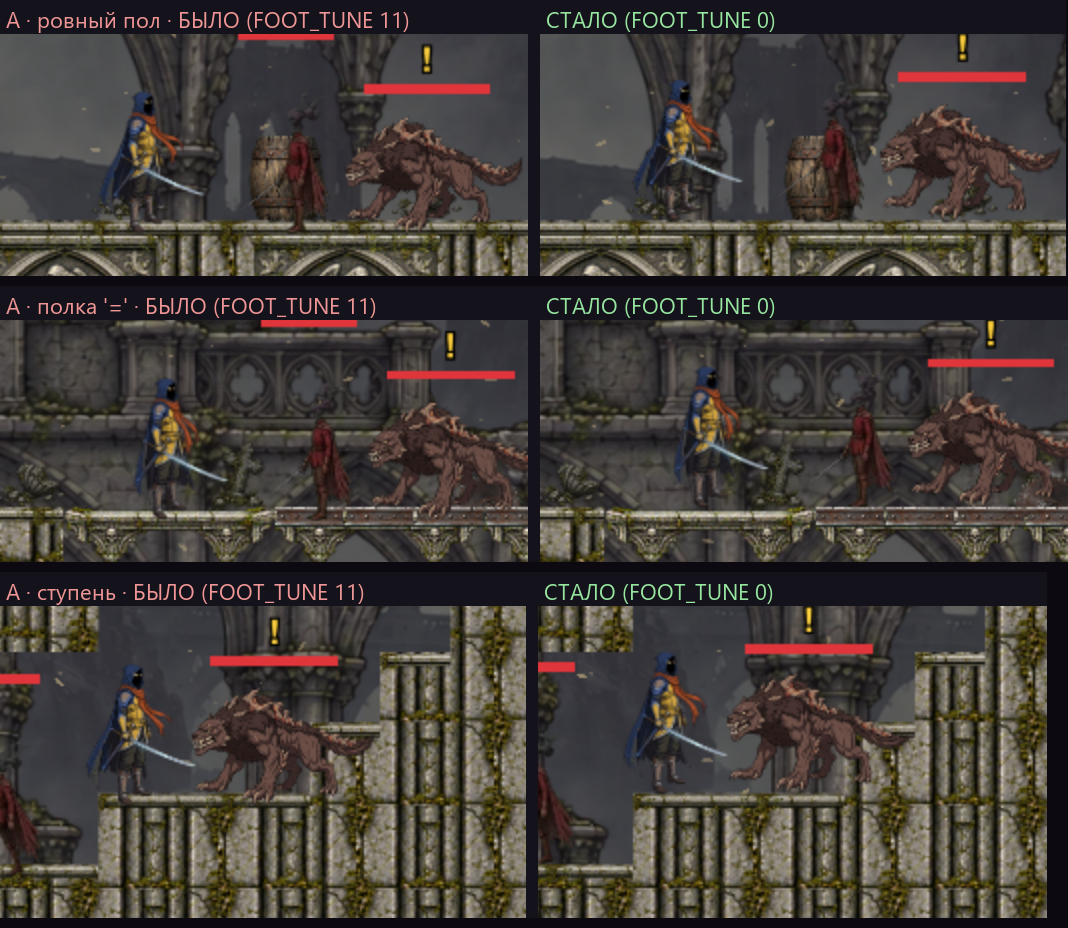 А · ровный пол · БЫЛО (FOOT_TUNE 11)
СТАЛО (FOOT_TUNE 0)
!
!
А · полка '=' · БЫЛО (FOOT_TUNE 11)
СТАЛО (FOOT_TUNE 0)
!
!
А · ступень · БЫЛО (FOOT_TUNE 11)
СТАЛО (FOOT_TUNE 0)
!
!